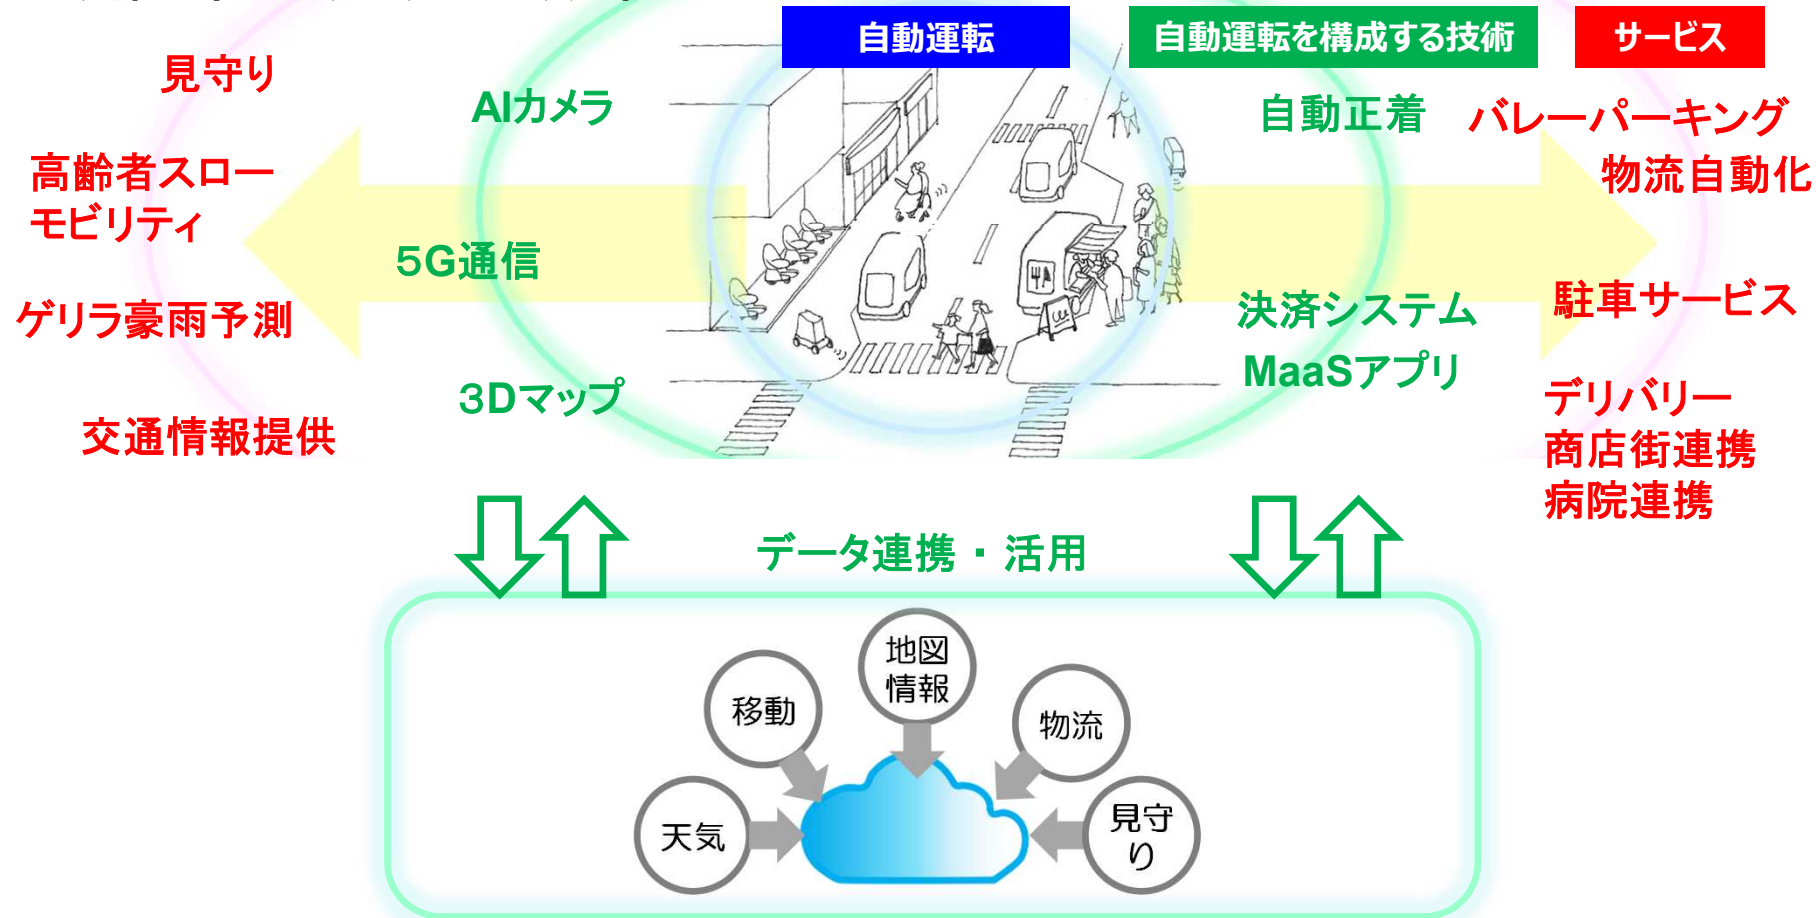 自動運転
自動運転を構成する技術
サービス
見守り
AIカメラ
自動正着
バレーパーキング
高齢者スロー
モビリティ
物流自動化
5G通信
ゲリラ豪雨予測
決済システム
駐車サービス
3Dマップ
MaaSアプリ
交通情報提供
デリバリー
商店街連携
病院連携
データ連携・活用
地図
情報
移動
物流
天気
見守
り